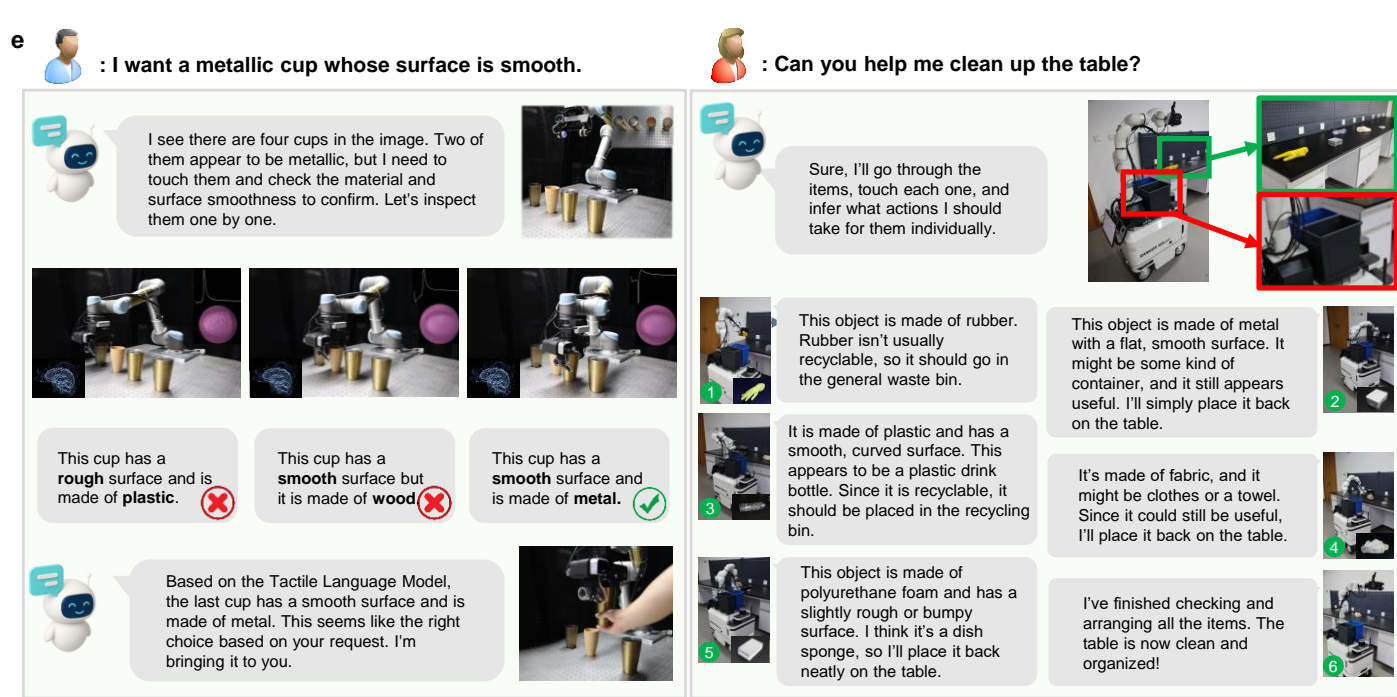 e
: I want a metallic cup whose surface is smooth.
I see there are four cups in the image. Two of
them appear to be metallic, but I need to
touch them and check the material and
surface smoothness to confirm. Let's inspect
them one by one.
This cup has a
rough surface and is
made of plastic.
This cup has a
smooth surface but
it is made of wood.
This cup has a
smooth surface and
is made of metal.
Based on the Tactile Language Model,
the last cup has a smooth surface and is
made of metal. This seems like the right
choice based on your request. I'm
bringing it to you.
: Can you help me clean up the table?
Sure, I'll go through the
items, touch each one, and
infer what actions I should
take for them individually.
1
This object is made of rubber.
Rubber isn't usually
recyclable, so it should go in
the general waste bin.
This object is made of metal
with a flat, smooth surface. It
might be some kind of
container, and it still appears
useful. I'll simply place it back
on the table.
2
3
It is made of plastic and has a
smooth, curved surface. This
appears to be a plastic drink
bottle. Since it is recyclable, it
should be placed in the recycling
bin.
It's made of fabric, and it
might be clothes or a towel.
Since it could still be useful,
I'll place it back on the table.
4
5
This object is made of
polyurethane foam and has a
slightly rough or bumpy
surface. I think it's a dish
sponge, so I'll place it back
neatly on the table.
I've finished checking and
arranging all the items. The
table is now clean and
organized!
6